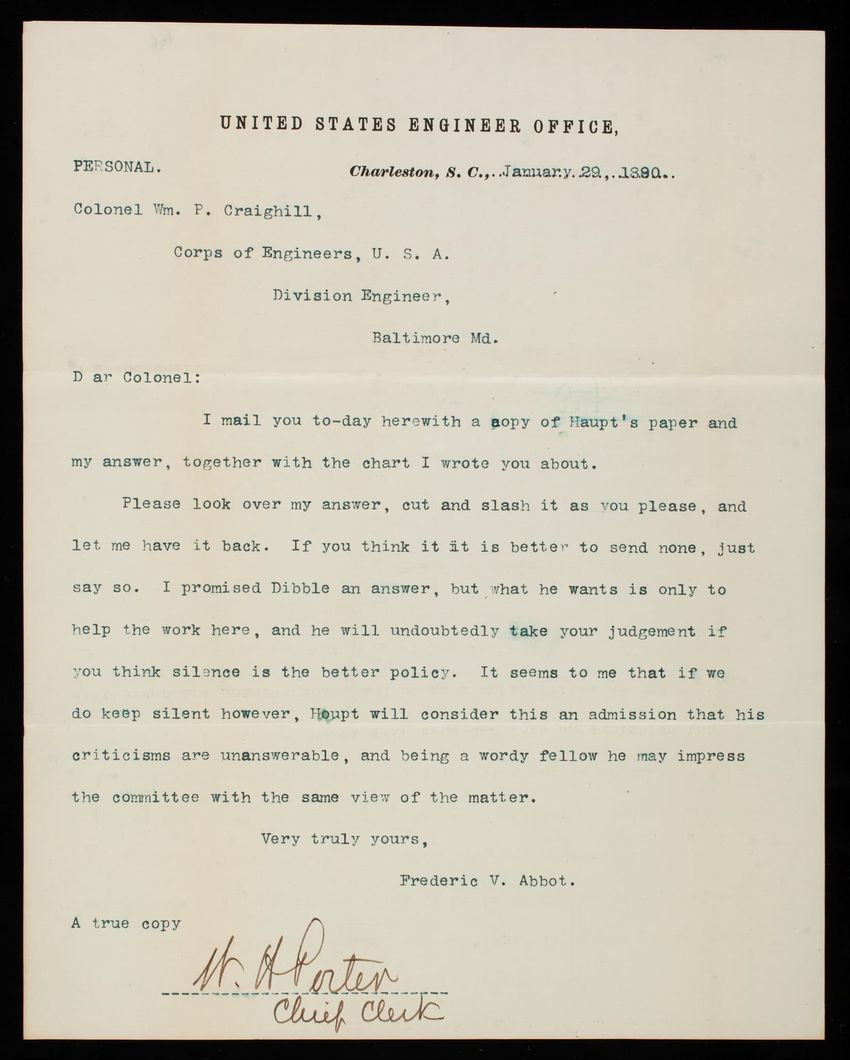 UNITED STATES ENGINEER OFFICE,
PERSONAL.
Charleston, S. C.,..January.29.,..1890..
Colonel Wm. P. Craighill,
Corps of Engineers, U. S. A.
Division Engineer,
Baltimore Md.
D ar Colonel:
I mail you to-day herewith a copy of Haupt's paper and
my answer, together with the chart I wrote you about.
Please look over my answer, cut and slash it as you please, and
let me have it back. If you think it it is better to send none, just
say so. I promised Dibble an answer, but what he wants is only to
help the work here, and he will undoubtedly take your judgement if
you think silence is the better policy. It seems to me that if we
do keep silent however, Houpt will consider this an admission that his
criticisms are unanswerable, and being a wordy fellow he may impress
the committee with the same view of the matter.
Very truly yours,
Frederic V. Abbot.
A true copy
W. H Porter
Chief Clerk